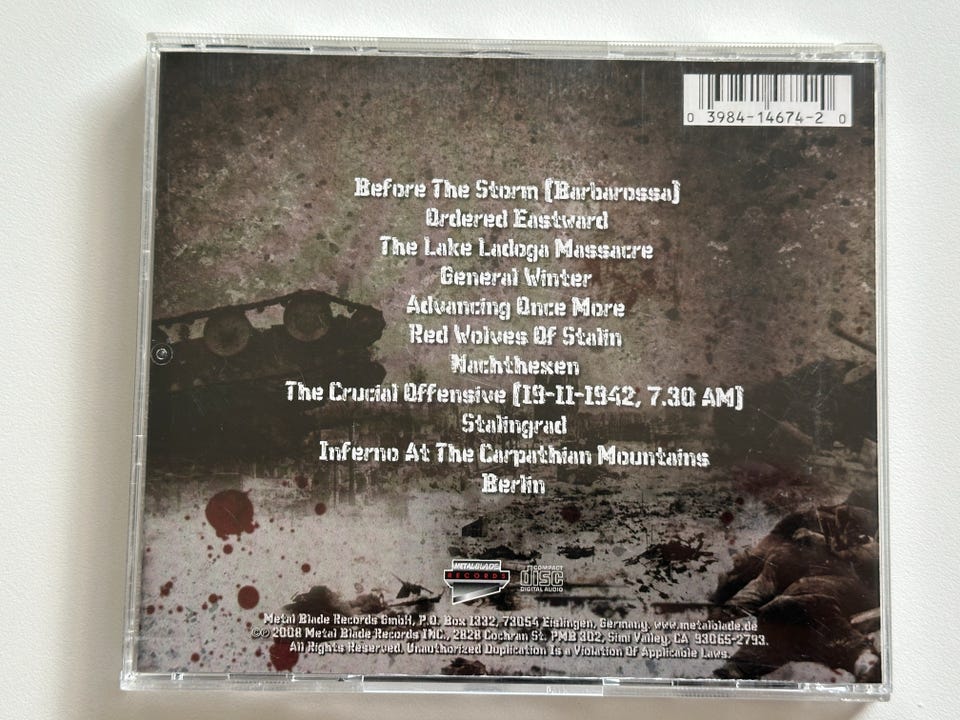 0 3984-14674-2 0
Before The Storm (Barbarossa)
Ordered Eastward
The Lake Ladoga Massacre
General Winter
Advancing Once More
Red Wolves Of Stalin
Nachthexen
The Crucial Offensive (19-11-1942, 7.30 AM)
Stalingrad
Inferno At The Carpathian Mountains
Berlin
METAL BLADE
RECORDS
COMPACT
disc
DIGITAL AUDIO
Metal Blade Records GmbH, P.O. Box 1332, 73054 Eislingen, Germany, www.metalblade.de
©℗ 2008 Metal Blade Records INC., 2828 Cochran St. PMB 302, Simi Valley, CA 93065-2793.
All Rights Reserved. Unauthorized Duplication Is a Violation Of Applicable Laws.